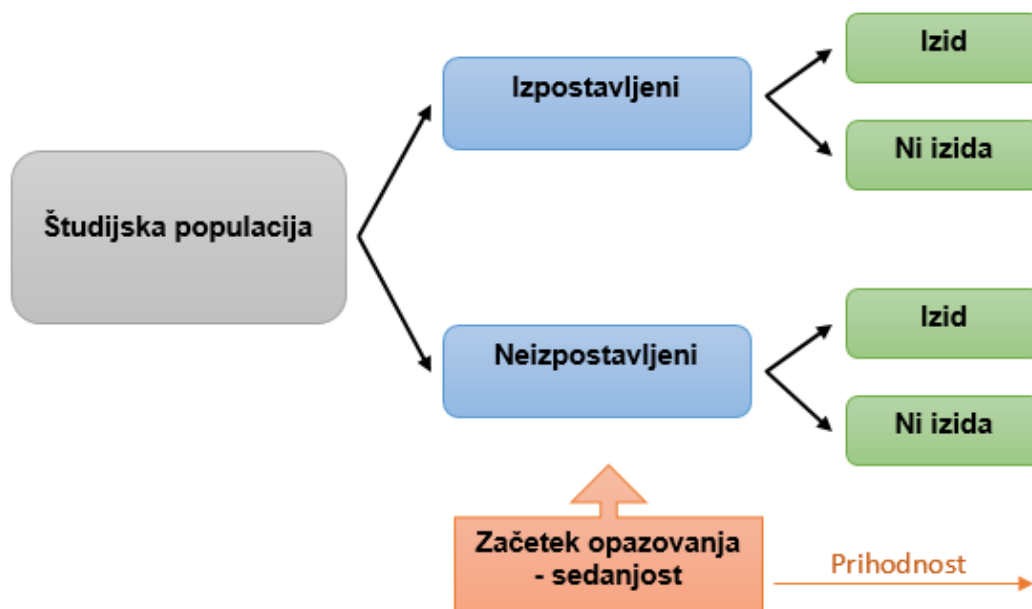 Izid
Izpostavljeni
Ni izida
Študijska populacija
Izid
Neizpostavljeni
Ni izida
Začetek opazovanja
- sedanjost
Prihodnost